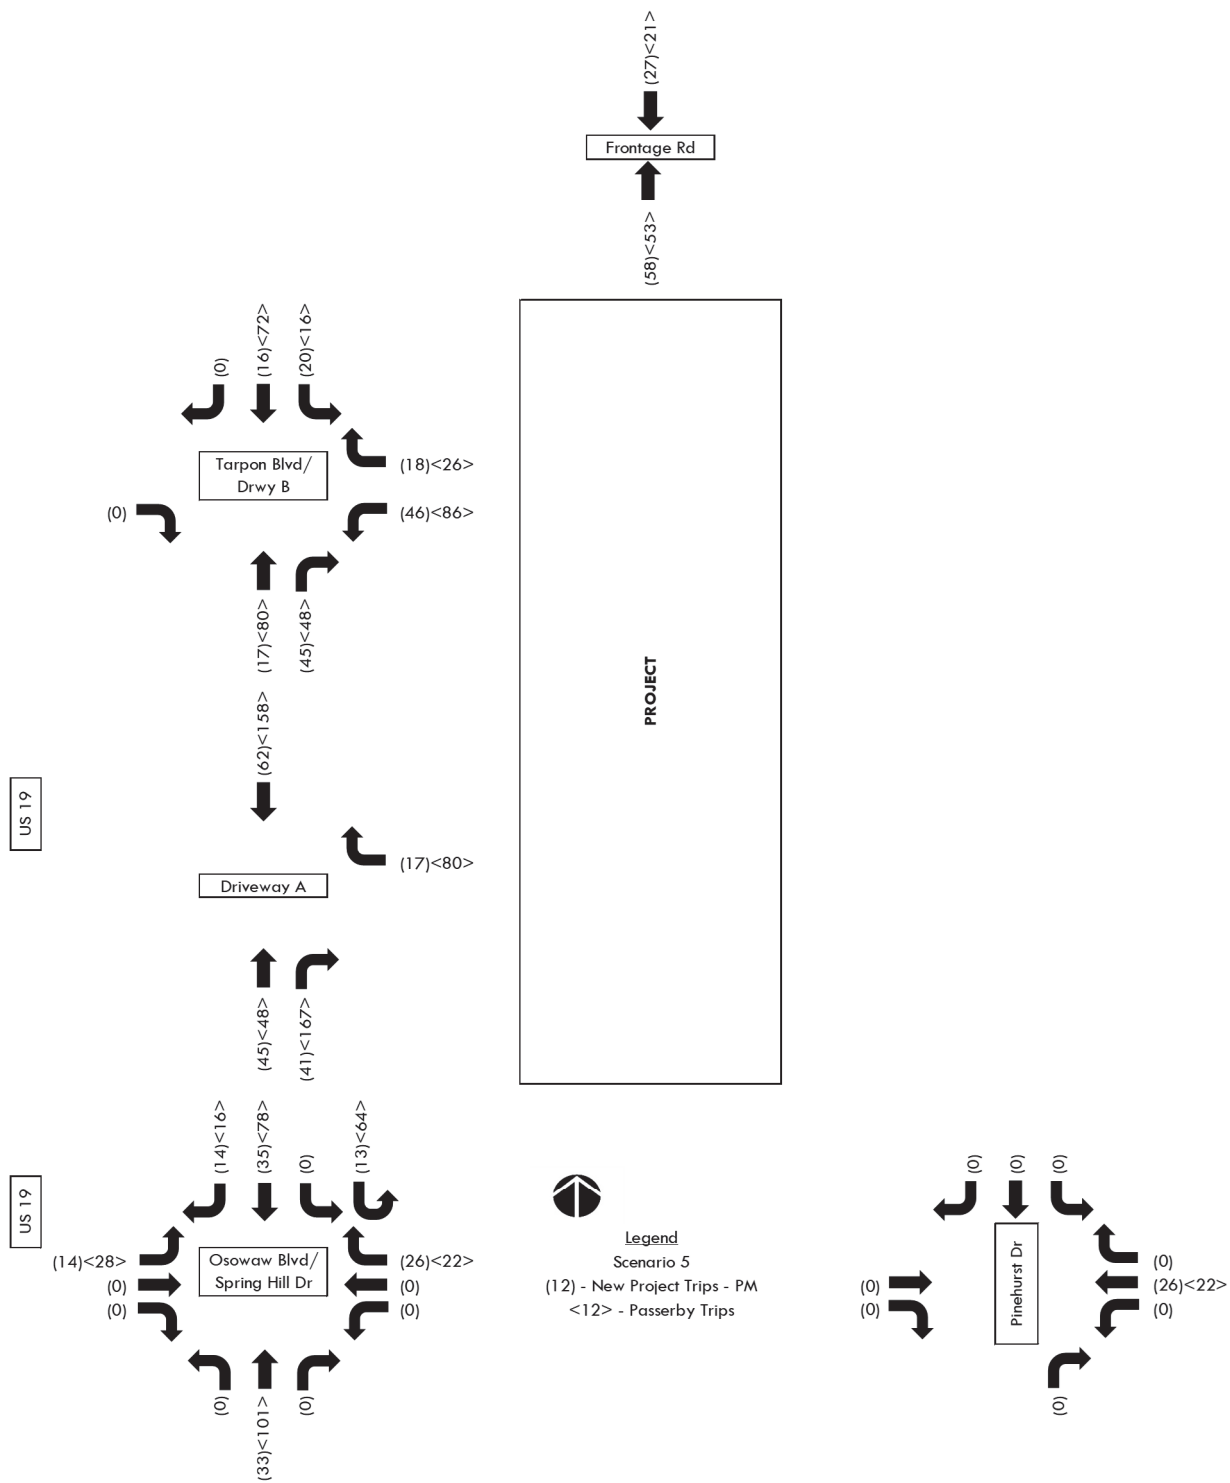 (27)<21>
Frontage Rd
(58)<53>
(0)
(16)<72>
(20)<16>
Tarpon Blvd/
Drwy B
(18)<26>
(0)
(46)<86>
(17)<80>
(45)<48>
PROJECT
(62)<158>
US 19
(17)<80>
Driveway A
(45)<48>
(41)<167>
(14)<16>
(35)<78>
(0)
(13)<64>
US 19
(14)<28>
(0)
(0)
Osowaw Blvd/
Spring Hill Dr
(26)<22>
(0)
(0)
(0)
(33)<101>
(0)
Legend
Scenario 5
(12) - New Project Trips - PM
<12> - Passerby Trips
(0)
(0)
(0)
(0)
(0)
Pinehurst Dr
(0)
(26)<22>
(0)
(0)